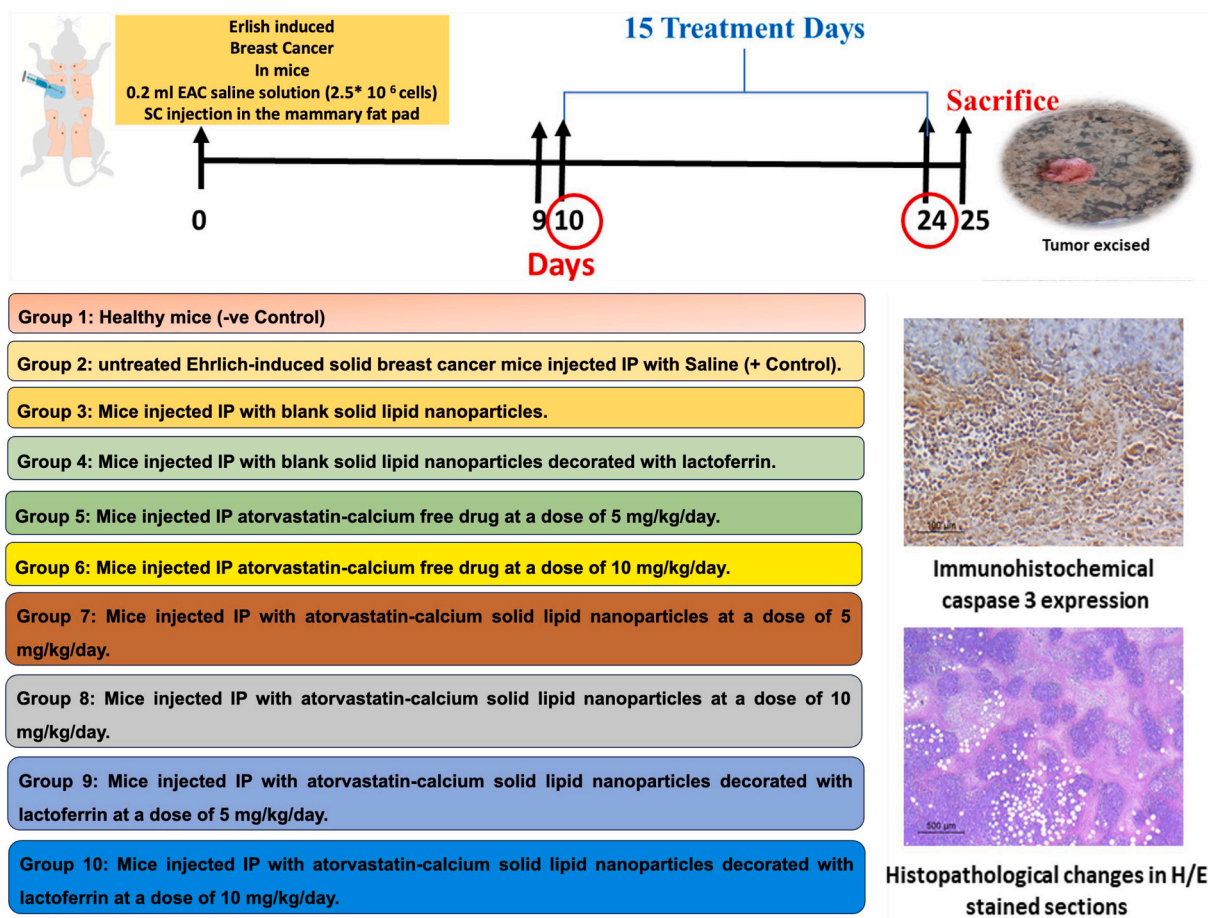 Erlish induced
Breast Cancer
In mice
0.2 ml EAC saline solution (2.5* 10 ⁶ cells)
SC injection in the mammary fat pad
15 Treatment Days
Sacrifice
0
9
10
24
25
Days
Tumor excised
Group 1: Healthy mice (-ve Control)
Group 2: untreated Ehrlich-induced solid breast cancer mice injected IP with Saline (+ Control).
Group 3: Mice injected IP with blank solid lipid nanoparticles.
Group 4: Mice injected IP with blank solid lipid nanoparticles decorated with lactoferrin.
Group 5: Mice injected IP atorvastatin-calcium free drug at a dose of 5 mg/kg/day.
Group 6: Mice injected IP atorvastatin-calcium free drug at a dose of 10 mg/kg/day.
Group 7: Mice injected IP with atorvastatin-calcium solid lipid nanoparticles at a dose of 5
mg/kg/day.
Group 8: Mice injected IP with atorvastatin-calcium solid lipid nanoparticles at a dose of 10
mg/kg/day.
Group 9: Mice injected IP with atorvastatin-calcium solid lipid nanoparticles decorated with
lactoferrin at a dose of 5 mg/kg/day.
Group 10: Mice injected IP with atorvastatin-calcium solid lipid nanoparticles decorated with
lactoferrin at a dose of 10 mg/kg/day.
100 µm
Immunohistochemical
caspase 3 expression
500 µm
Histopathological changes in H/E
stained sections